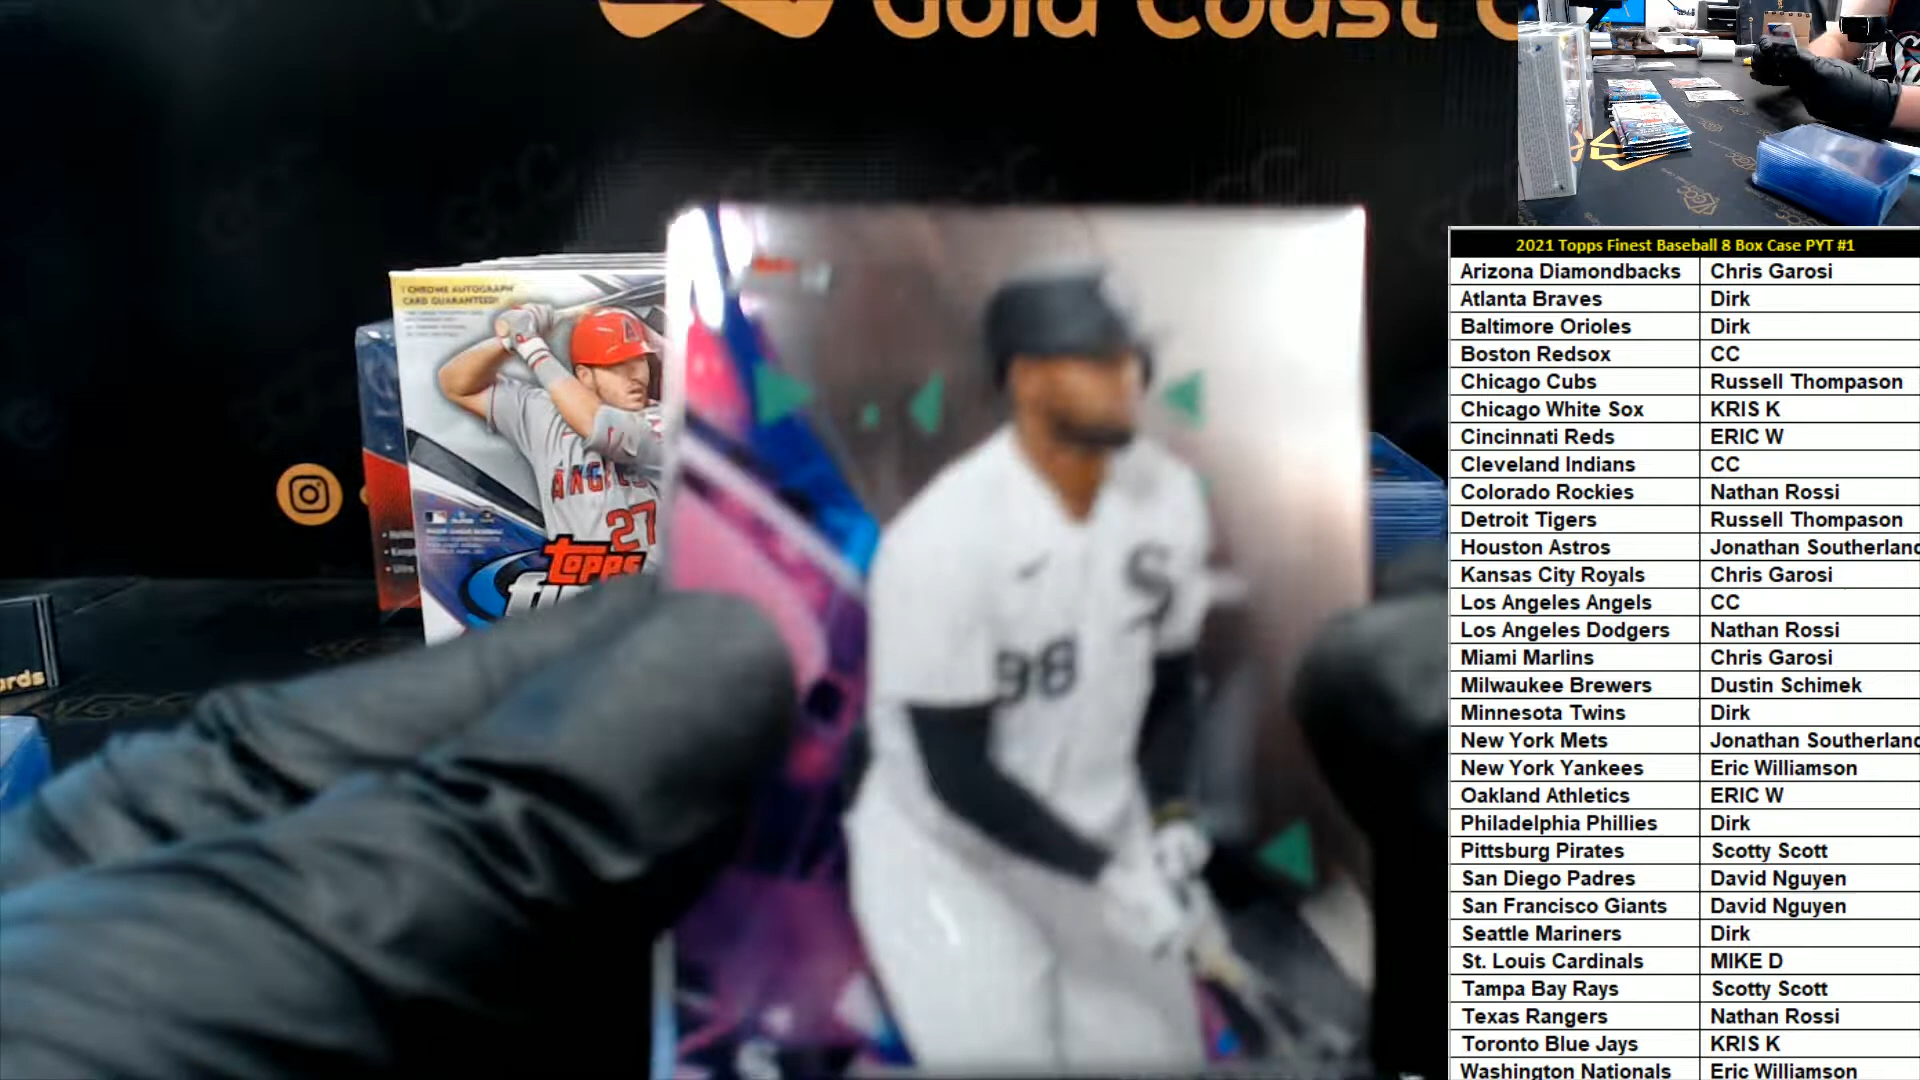 Gold Coast C
2021 Topps Finest Baseball 8 Box Case PYT #1
Arizona Diamondbacks Chris Garosi
Atlanta Braves Dirk
Baltimore Orioles Dirk
Boston Redsox CC
Chicago Cubs Russell Thompason
Chicago White Sox KRIS K
Cincinnati Reds ERIC W
Cleveland Indians CC
Colorado Rockies Nathan Rossi
Detroit Tigers Russell Thompason
Houston Astros Jonathan Southerland
Kansas City Royals Chris Garosi
Los Angeles Angels CC
Los Angeles Dodgers Nathan Rossi
Miami Marlins Chris Garosi
Milwaukee Brewers Dustin Schimek
Minnesota Twins Dirk
New York Mets Jonathan Southerland
New York Yankees Eric Williamson
Oakland Athletics ERIC W
Philadelphia Phillies Dirk
Pittsburg Pirates Scotty Scott
San Diego Padres David Nguyen
San Francisco Giants David Nguyen
Seattle Mariners Dirk
St. Louis Cardinals MIKE D
Tampa Bay Rays Scotty Scott
Texas Rangers Nathan Rossi
Toronto Blue Jays KRIS K
Washington Nationals Eric Williamson
1 CHROME AUTOGRAPH
CARD GUARANTEED!
A
ANGE
27
topps
S
98
rds